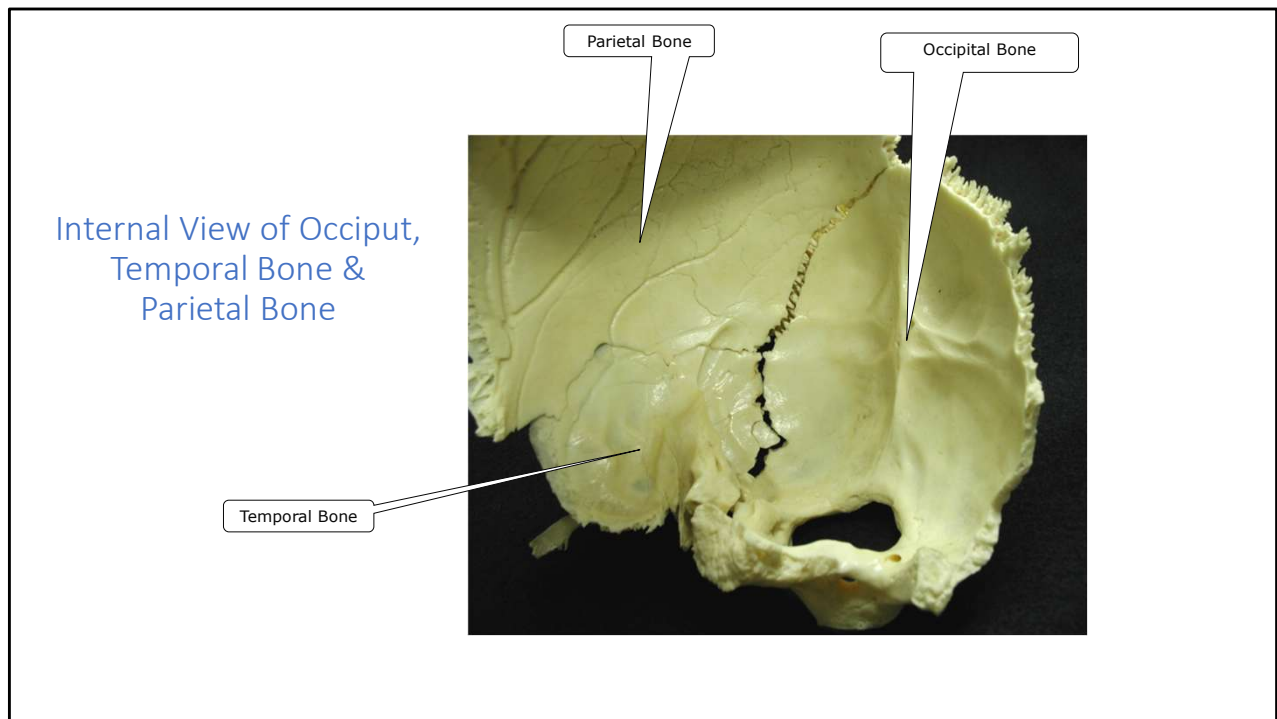 Parietal Bone
Occipital Bone
Internal View of Occiput,
Temporal Bone &
Parietal Bone
Temporal Bone